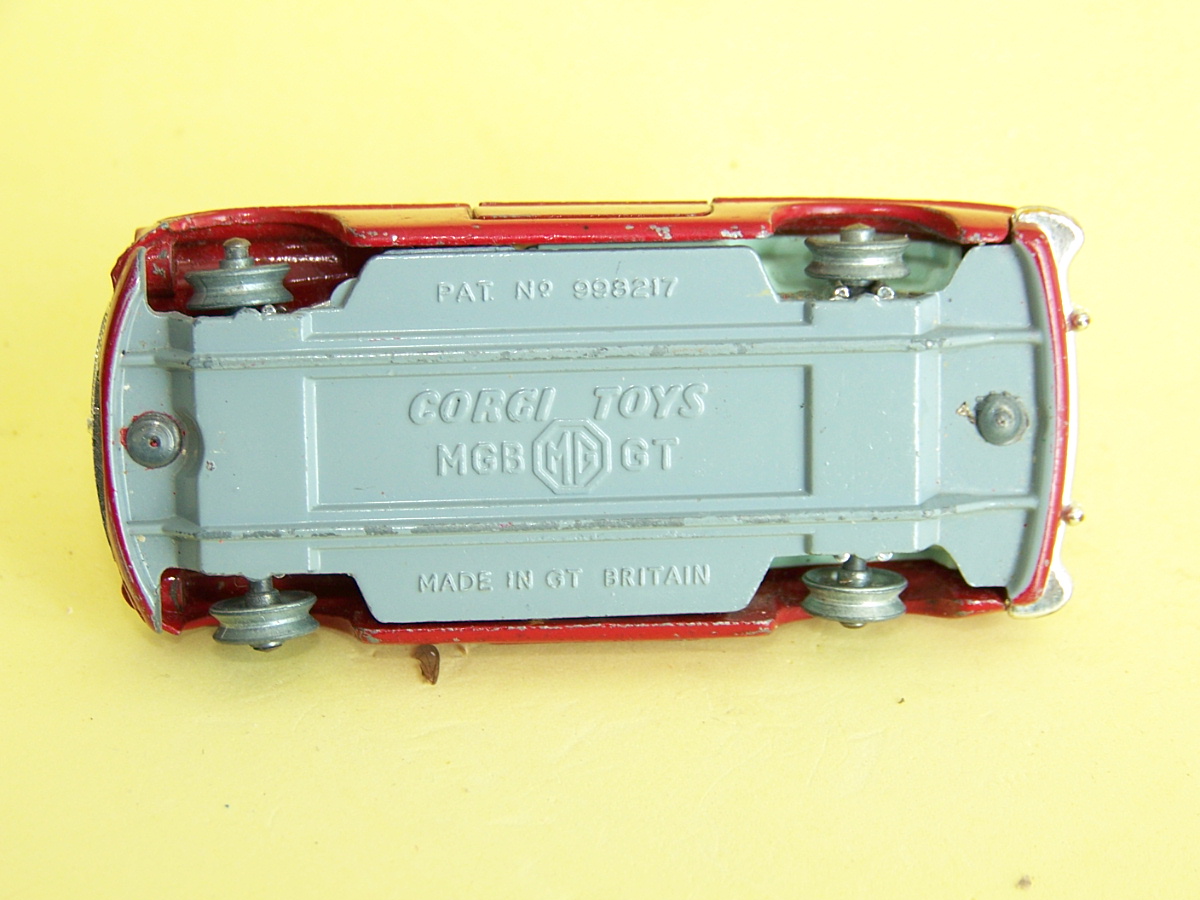 PAT. Nº 998217
CORGI TOYS
MGB MG GT
MADE IN GT BRITAIN